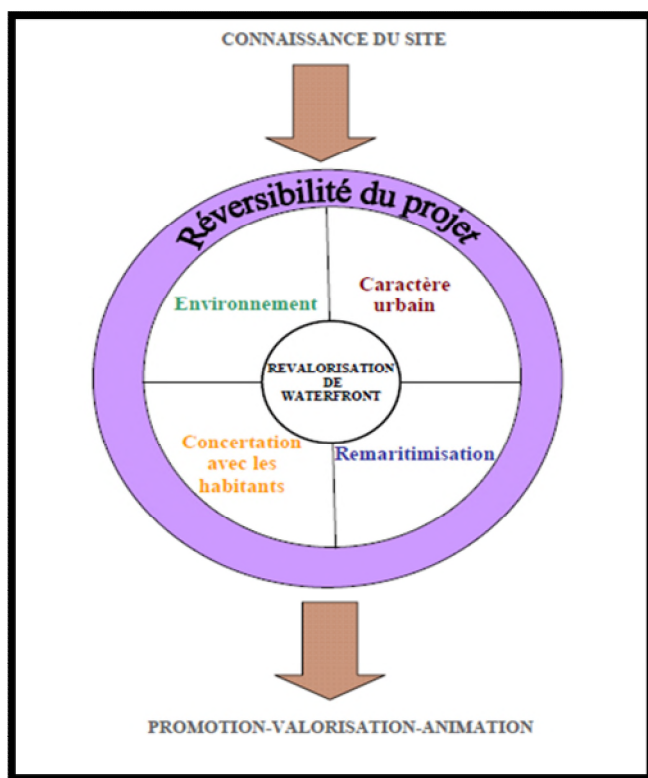 CONNAISSANCE DU SITE
Réversibilité du projet
Environnement
Caractère
urbain
REVALORISATION
DE
WATERFRONT
Concertation
avec les
habitants
Remaritimisation
PROMOTION-VALORISATION-ANIMATION